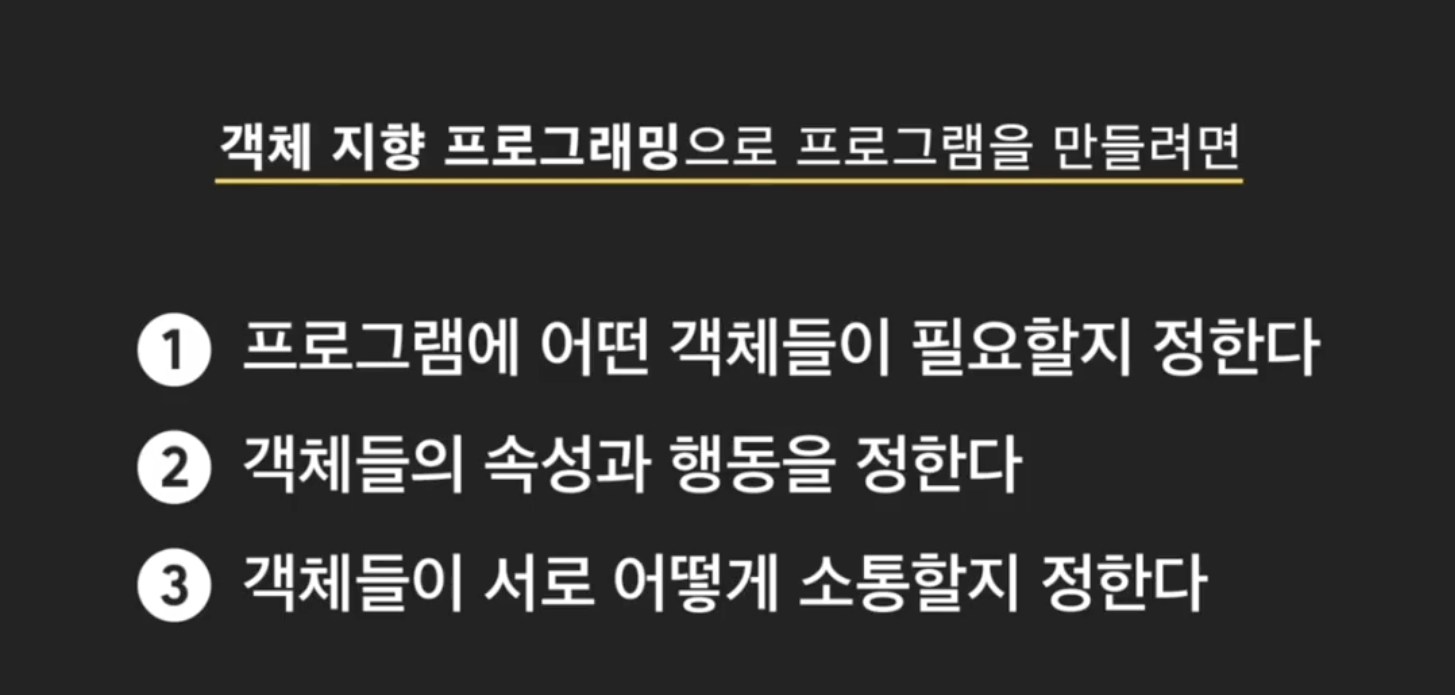 객체 지향 프로그래밍으로 프로그램을 만들려면
1 프로그램에 어떤 객체들이 필요할지 정한다
2 객체들의 속성과 행동을 정한다
3 객체들이 서로 어떻게 소통할지 정한다